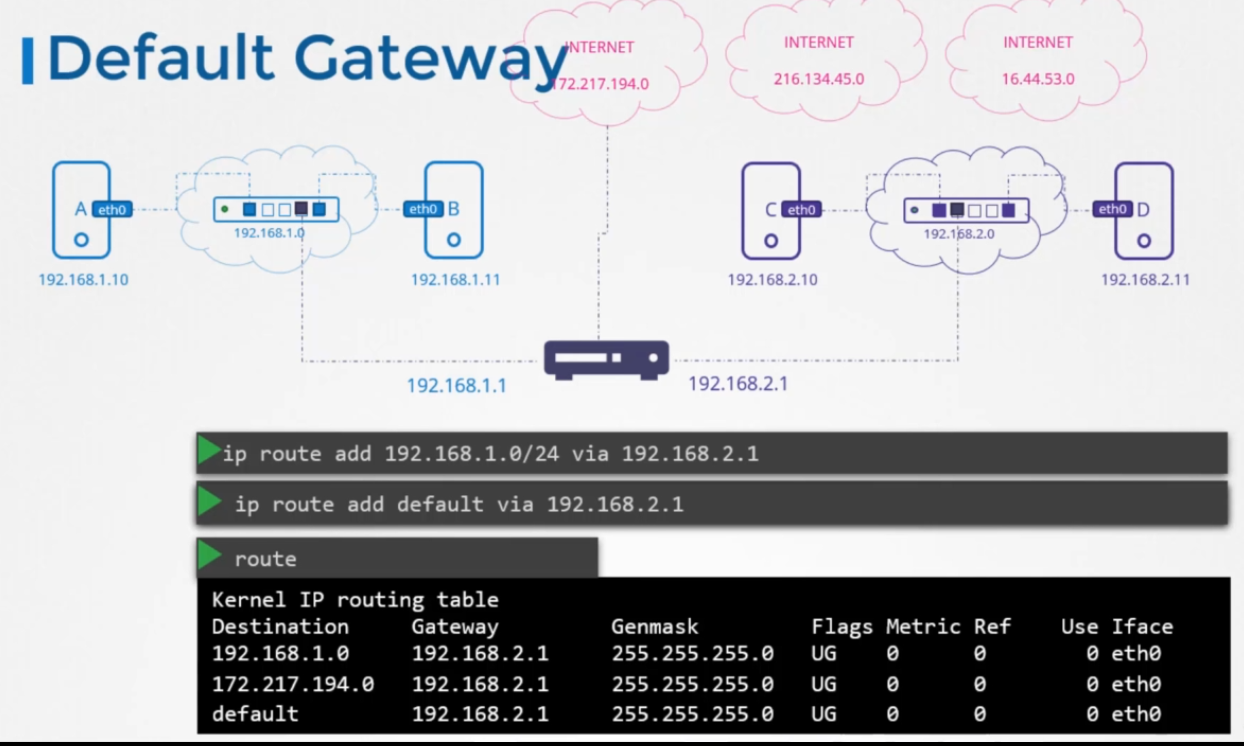 Default Gateway
INTERNET
172.217.194.0
INTERNET
216.134.45.0
INTERNET
16.44.53.0
A eth0
192.168.1.0
eth0 B
192.168.1.10
192.168.1.11
C eth0
192.168.2.0
eth0 D
192.168.2.10
192.168.2.11
192.168.1.1
192.168.2.1
ip route add 192.168.1.0/24 via 192.168.2.1
ip route add default via 192.168.2.1
route
Kernel IP routing table
Destination Gateway Genmask Flags Metric Ref Use Iface
192.168.1.0 192.168.2.1 255.255.255.0 UG 0 0 0 eth0
172.217.194.0 192.168.2.1 255.255.255.0 UG 0 0 0 eth0
default 192.168.2.1 255.255.255.0 UG 0 0 0 eth0